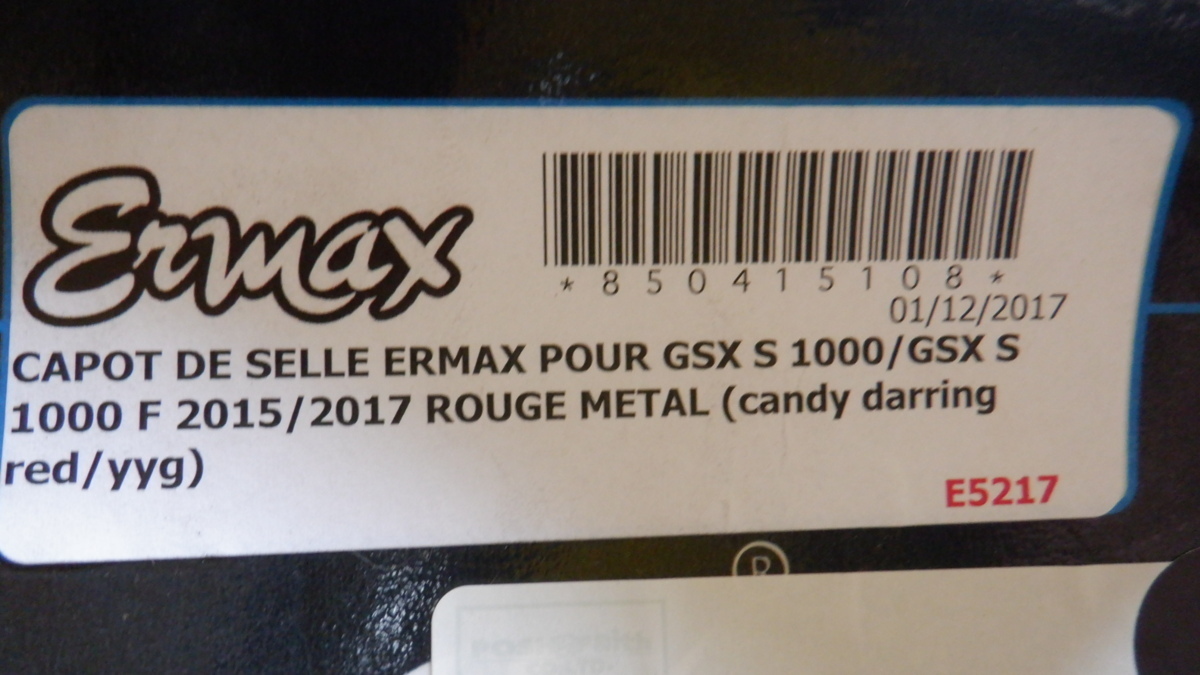 Ermax
*850415108*
01/12/2017
CAPOT DE SELLE ERMAX POUR GSX S 1000/GSX S
1000 F 2015/2017 ROUGE METAL (candy darring
red/yyg)
E5217
®